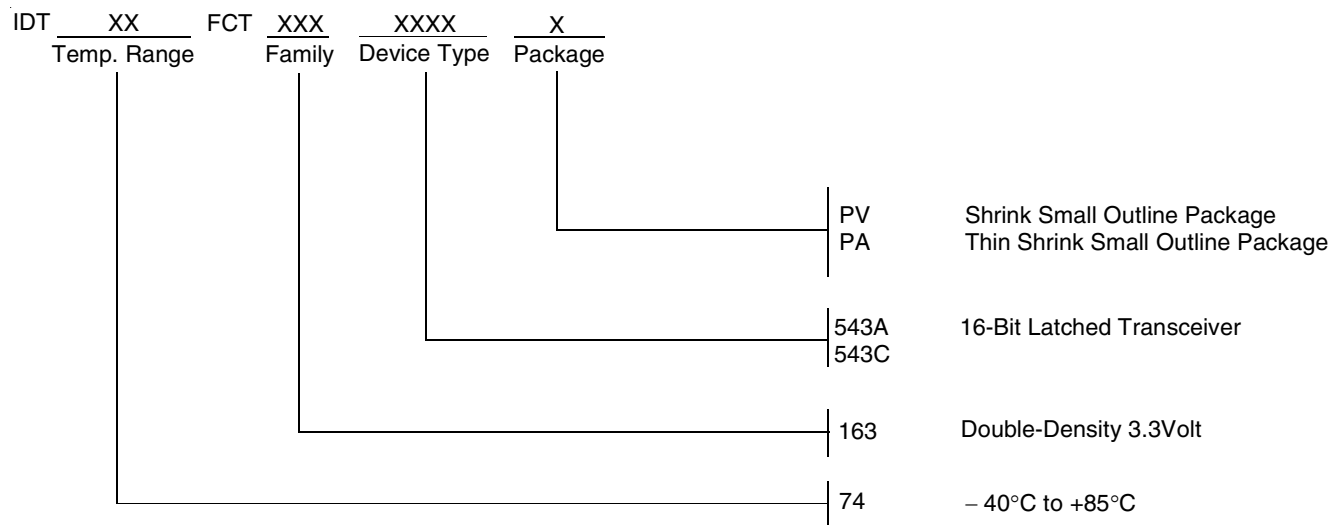 IDT XX FCT XXX XXXX X
Temp. Range Family Device Type Package
PV Shrink Small Outline Package
PA Thin Shrink Small Outline Package
543A 16-Bit Latched Transceiver
543C
163 Double-Density 3.3Volt
74 – 40°C to +85°C